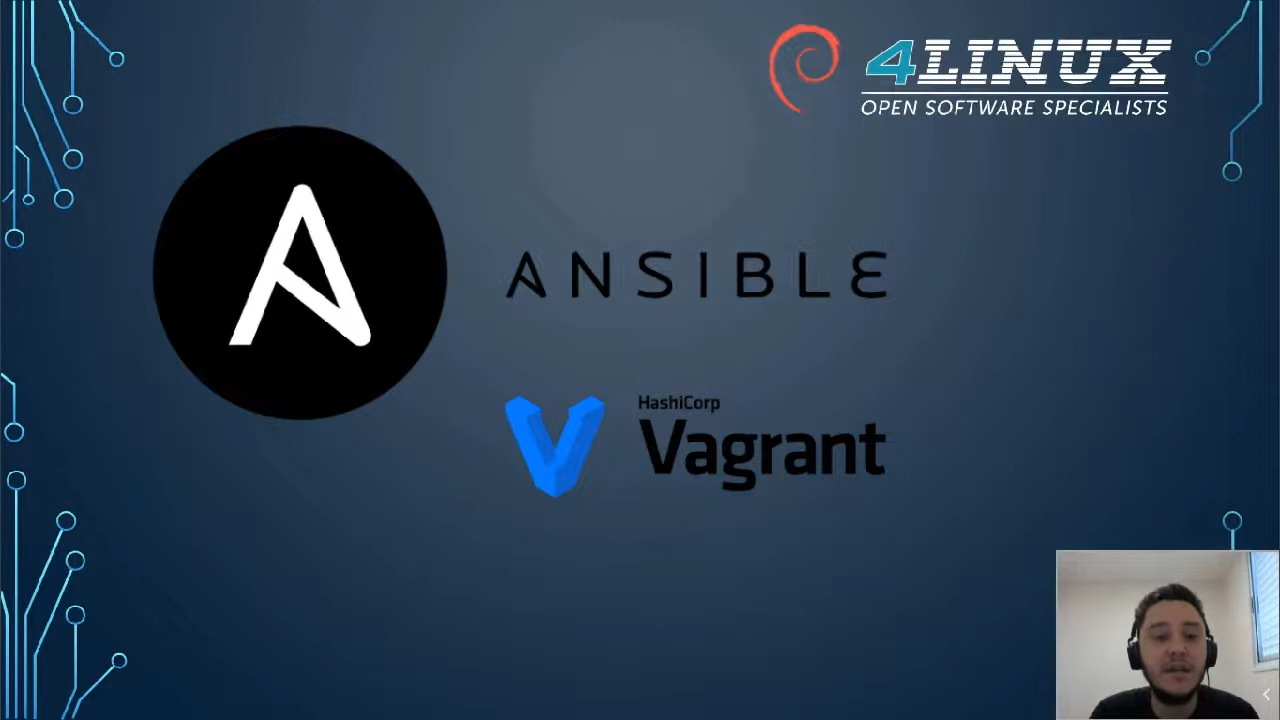 4LINUX
OPEN SOFTWARE SPECIALISTS
ANSIBLE
HashiCorp
Vagrant